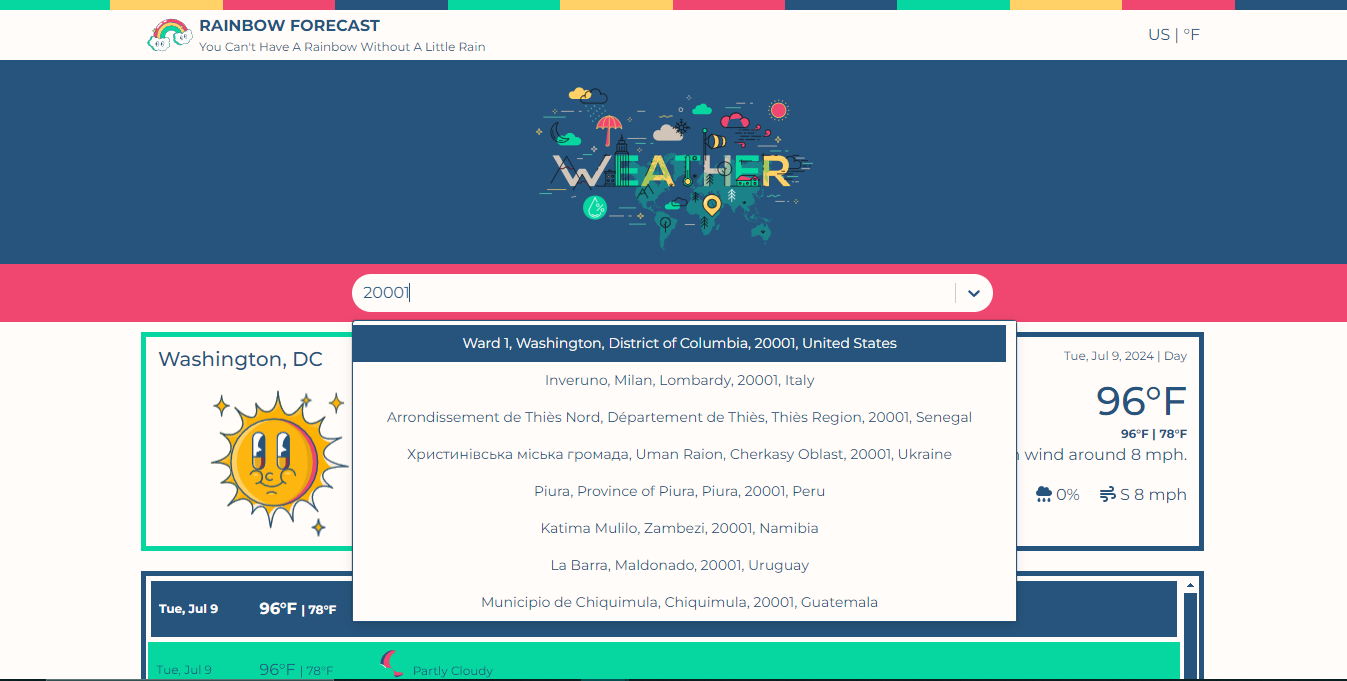 RAINBOW FORECAST
You Can't Have A Rainbow Without A Little Rain
US | °F
WEATHER
20001
Ward 1, Washington, District of Columbia, 20001, United States
Inveruno, Milan, Lombardy, 20001, Italy
Arrondissement de Thiès Nord, Département de Thiès, Thiès Region, 20001, Senegal
Христинівська міська громада, Uman Raion, Cherkasy Oblast, 20001, Ukraine
Piura, Province of Piura, Piura, 20001, Peru
Katima Mulilo, Zambezi, 20001, Namibia
La Barra, Maldonado, 20001, Uruguay
Municipio de Chiquimula, Chiquimula, 20001, Guatemala
Washington, DC
Tue, Jul 9, 2024 | Day
96°F
96°F | 78°F
wind around 8 mph.
0% S 8 mph
Tue, Jul 9 96°F | 78°F
Tue, Jul 9 96°F | 78°F Partly Cloudy